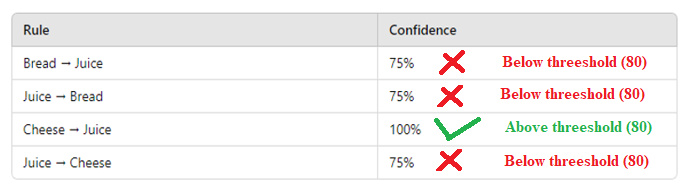 Rule Confidence
Bread → Juice 75% Below threeshold (80)
Juice → Bread 75% Below threeshold (80)
Cheese → Juice 100% Above threeshold (80)
Juice → Cheese 75% Below threeshold (80)